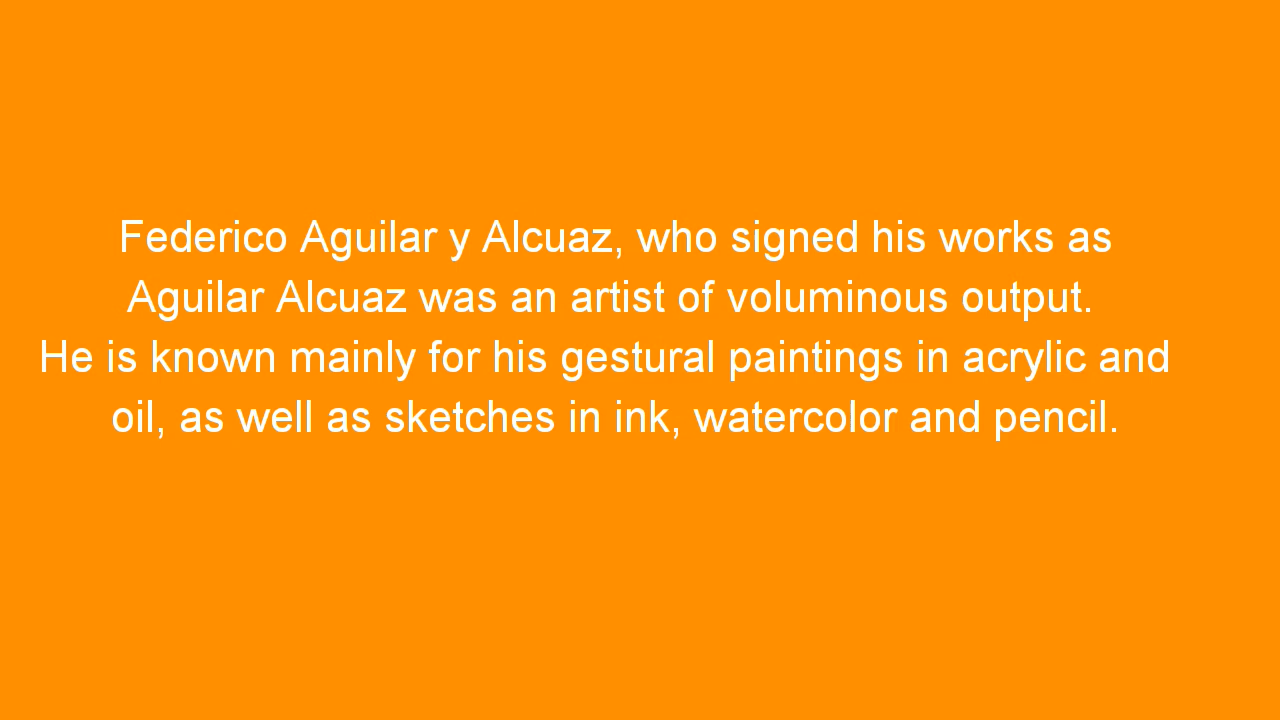 Federico Aguilar y Alcuaz, who signed his works as
Aguilar Alcuaz was an artist of voluminous output.
He is known mainly for his gestural paintings in acrylic and
oil, as well as sketches in ink, watercolor and pencil.